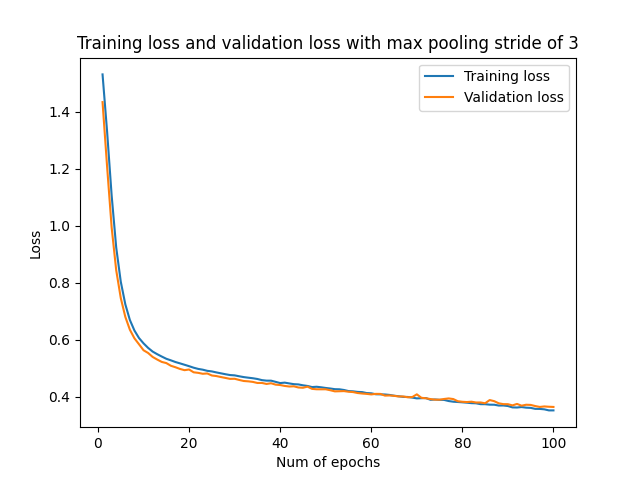 Training loss and validation loss with max pooling stride of 3
Training loss
Validation loss
1.4
1.2
1.0
0.8
0.6
0.4
Loss
0
20
40
60
80
100
Num of epochs